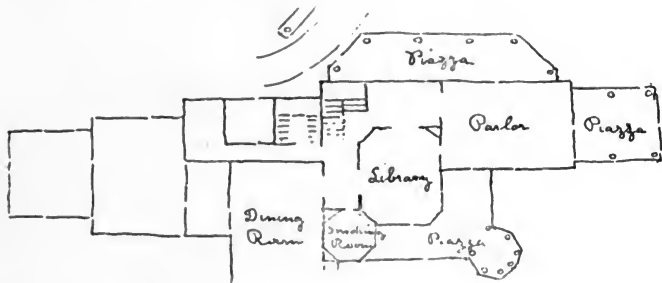 Piazza
Parlor
Piazza
Library
Dining
Room
Smoking
Room
Piazza